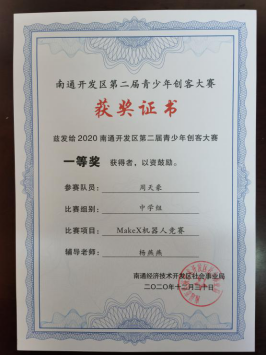 南通开发区第二届青少年创客大赛
获奖证书
兹发给2020南通开发区第二届青少年创客大赛
一等奖 获得者，以资鼓励。
参赛队员：周天豪
比赛组别：中学组
比赛项目：MakeX机器人竞赛
辅导老师：杨燕燕
南通经济技术开发区社会事业局
二〇二〇年十二月二十日